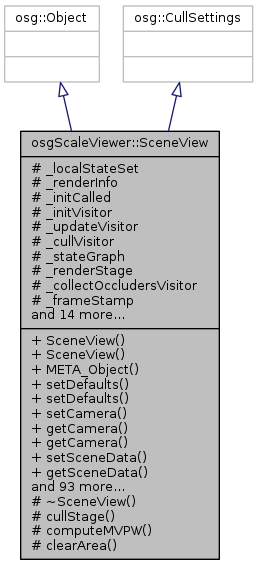 osg::Object
osg::CullSettings
osgScaleViewer::SceneView
# _localStateSet
# _renderInfo
# _initCalled
# _initVisitor
# _updateVisitor
# _cullVisitor
# _stateGraph
# _renderStage
# _collectOccludersVisitor
# _frameStamp
and 14 more...
+ SceneView()
+ SceneView()
+ META_Object()
+ setDefaults()
+ setDefaults()
+ setCamera()
+ getCamera()
+ getCamera()
+ setSceneData()
+ getSceneData()
and 93 more...
# ~SceneView()
# cullStage()
# computeMVPW()
# clearArea()